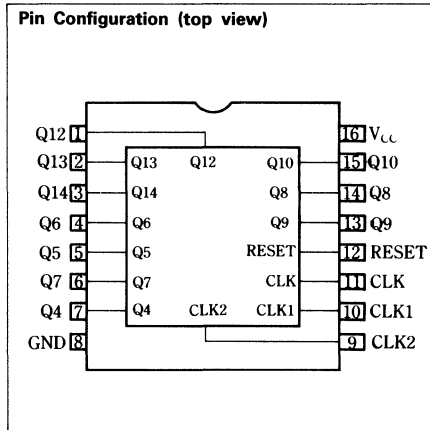 Pin Configuration (top view)
Q12 1
16 VCC
Q13 2 Q13 Q12 Q10 15 Q10
Q14 3 Q14 Q8 14 Q8
Q6 4 Q6 Q9 13 Q9
Q5 5 Q5 RESET 12 RESET
Q7 6 Q7 CLK 11 CLK
Q4 7 Q4 CLK2 CLK1 10 CLK1
GND 8
9 CLK2